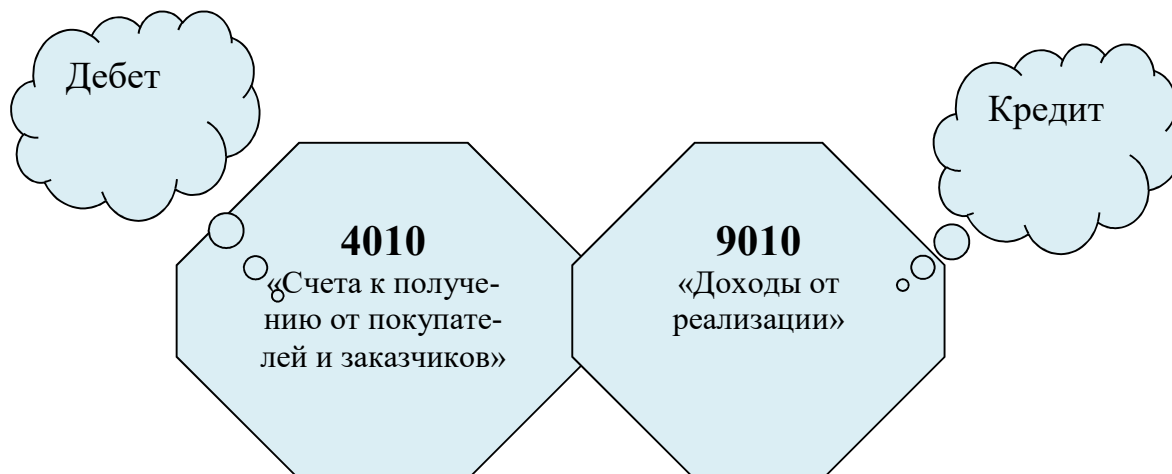 Дебет
Кредит
4010
«Счета к получе-
нию от покупате-
лей и заказчиков»
9010
«Доходы от
реализации»